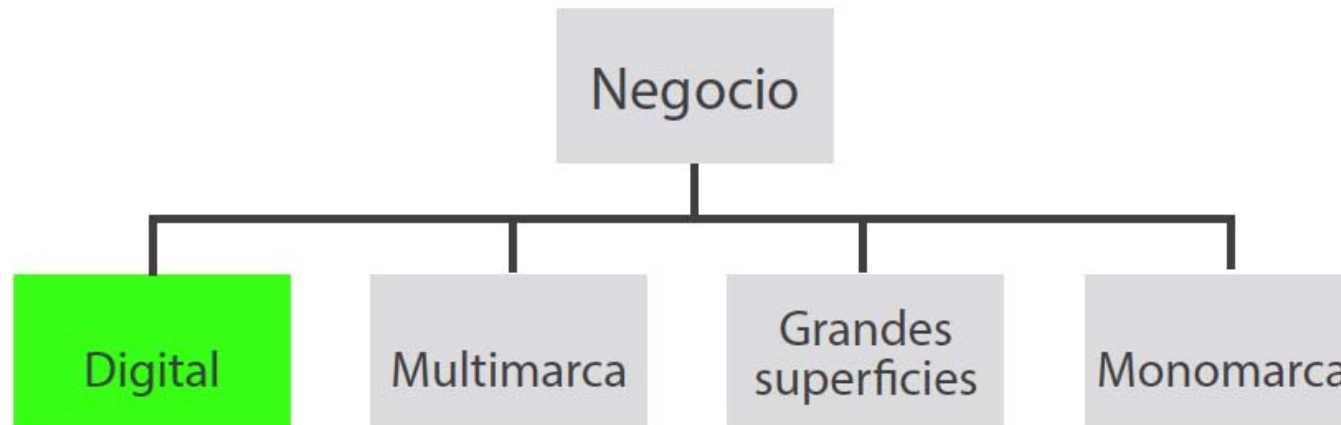 Negocio
Digital
Multimarca
Grandes
superficies
Monomarca